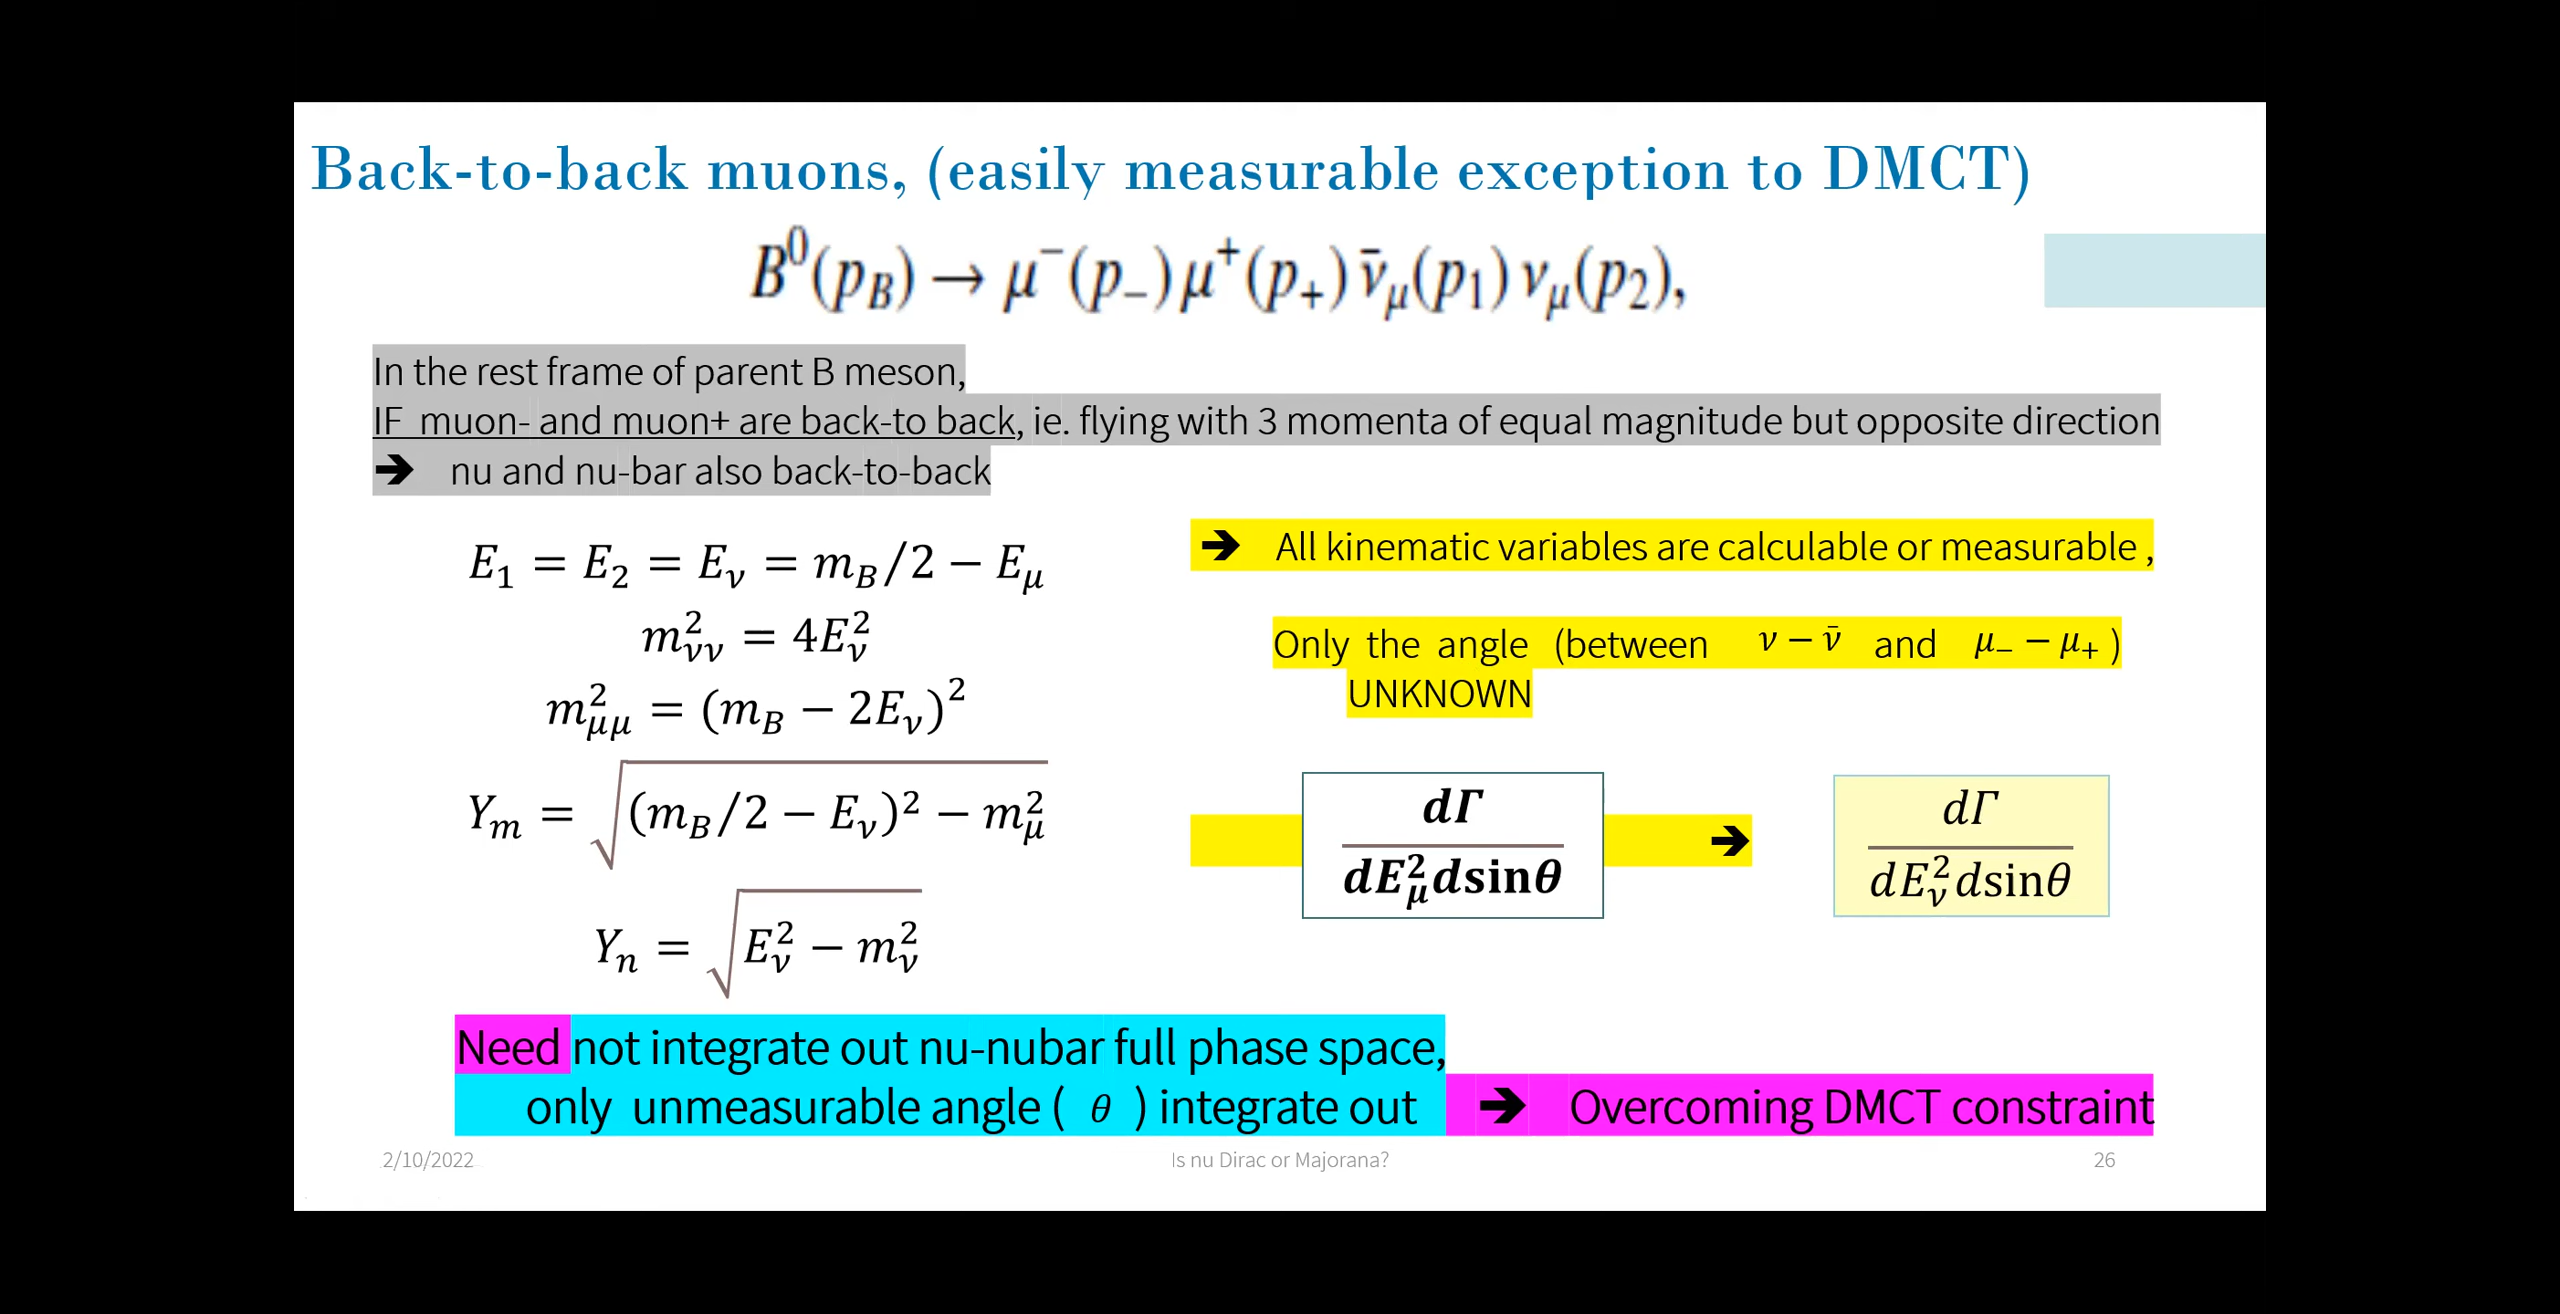 Back-to-back muons, (easily measurable exception to DMCT)
B⁰(p_B) → μ⁻(p₋) μ⁺(p₊) ν̄_μ(p₁) ν_μ(p₂),
In the rest frame of parent B meson,
IF muon- and muon+ are back-to back, ie. flying with 3 momenta of equal magnitude but opposite direction
➔ nu and nu-bar also back-to-back
E₁ = E₂ = E_ν = m_B/2 − E_μ
m²_νν = 4E²_ν
m²_μμ = (m_B − 2E_ν)²
Y_m = √((m_B/2 − E_ν)² − m²_μ)
Y_n = √(E²_ν − m²_ν)
➔ All kinematic variables are calculable or measurable ,
Only the angle (between ν − ν̄ and μ₋ − μ₊ )
UNKNOWN
dΓ / dE²_μ dsinθ ➔ dΓ / dE²_ν dsinθ
Need not integrate out nu-nubar full phase space,
only unmeasurable angle ( θ ) integrate out ➔ Overcoming DMCT constraint
2/10/2022 Is nu Dirac or Majorana? 26